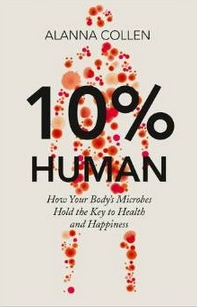 ALANNA COLLEN
10%
HUMAN
How Your Body's Microbes
Hold the Key to Health
and Happiness